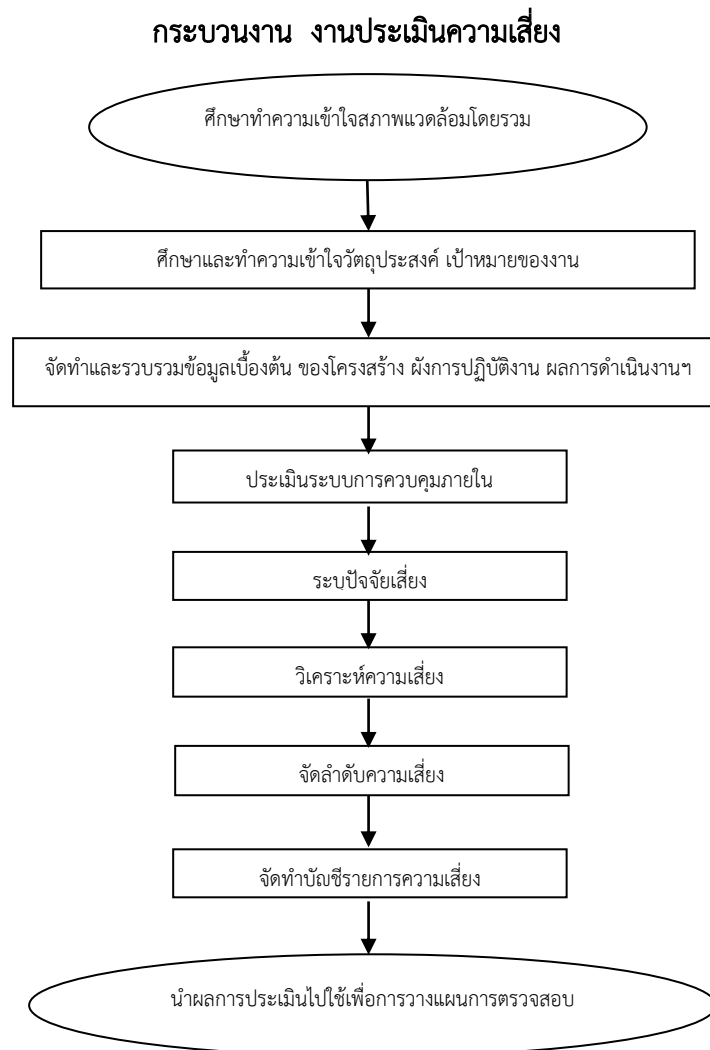 กระบวนงาน งานประเมินความเสี่ยง
ศึกษาทำความเข้าใจสภาพแวดล้อมโดยรวม
ศึกษาและทำความเข้าใจวัตถุประสงค์ เป้าหมายของงาน
จัดทำและรวบรวมข้อมูลเบื้องต้น ของโครงสร้าง ผังการปฏิบัติงาน ผลการดำเนินงานฯ
ประเมินระบบการควบคุมภายใน
ระบุปัจจัยเสี่ยง
วิเคราะห์ความเสี่ยง
จัดลำดับความเสี่ยง
จัดทำบัญชีรายการความเสี่ยง
นำผลการประเมินไปใช้เพื่อการวางแผนการตรวจสอบ